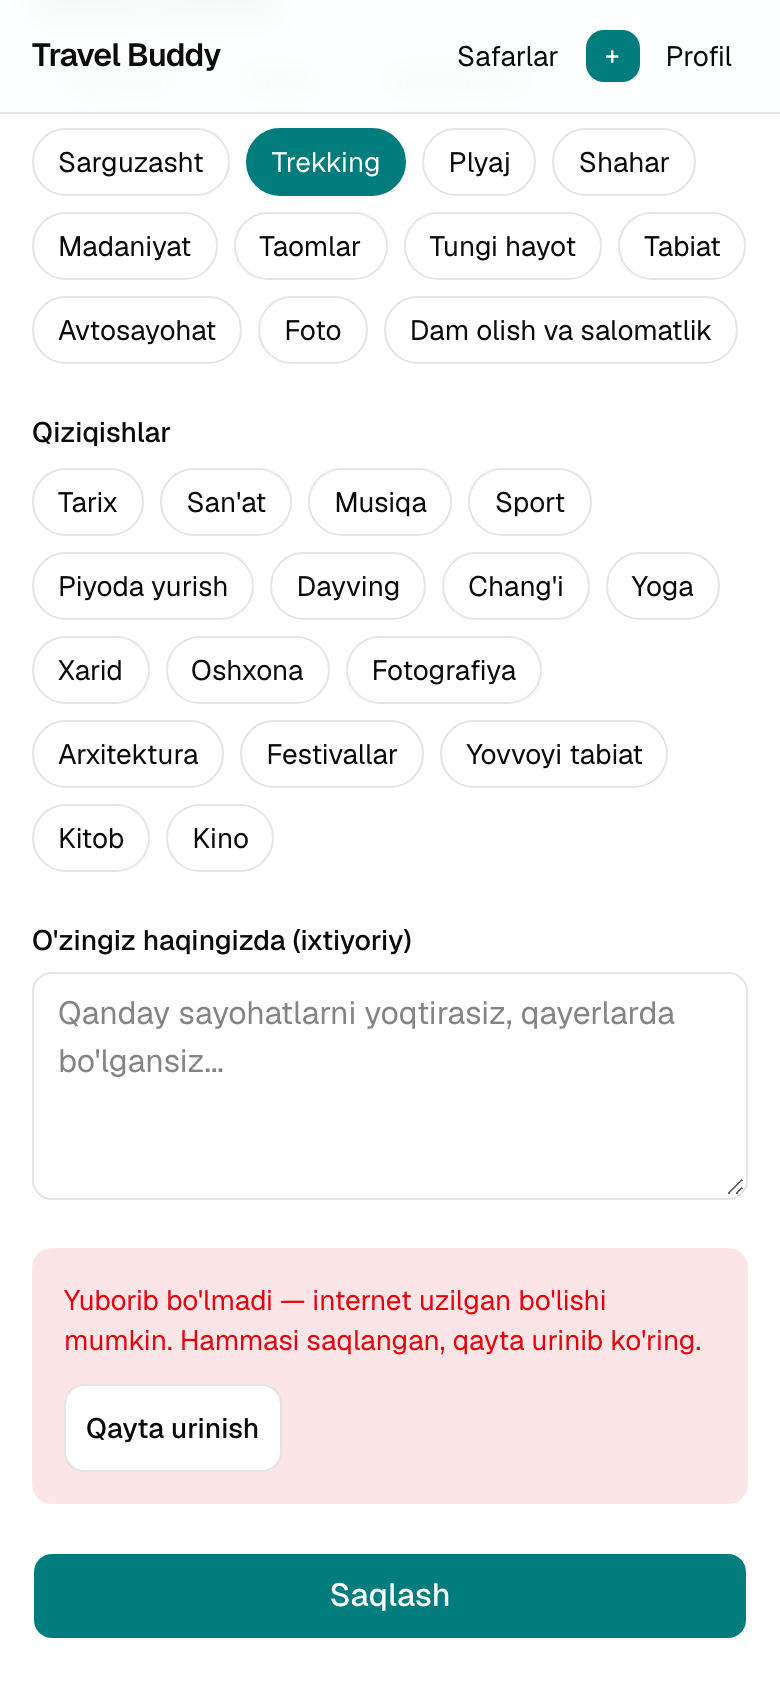 Travel Buddy
Safarlar + Profil
Sarguzasht Trekking Plyaj Shahar
Madaniyat Taomlar Tungi hayot Tabiat
Avtosayohat Foto Dam olish va salomatlik
Qiziqishlar
Tarix San'at Musiqa Sport
Piyoda yurish Dayving Chang'i Yoga
Xarid Oshxona Fotografiya
Arxitektura Festivallar Yovvoyi tabiat
Kitob Kino
O'zingiz haqingizda (ixtiyoriy)
Qanday sayohatlarni yoqtirasiz, qayerlarda
bo'lgansiz...
Yuborib bo'lmadi — internet uzilgan bo'lishi
mumkin. Hammasi saqlangan, qayta urinib ko'ring.
Qayta urinish
Saqlash